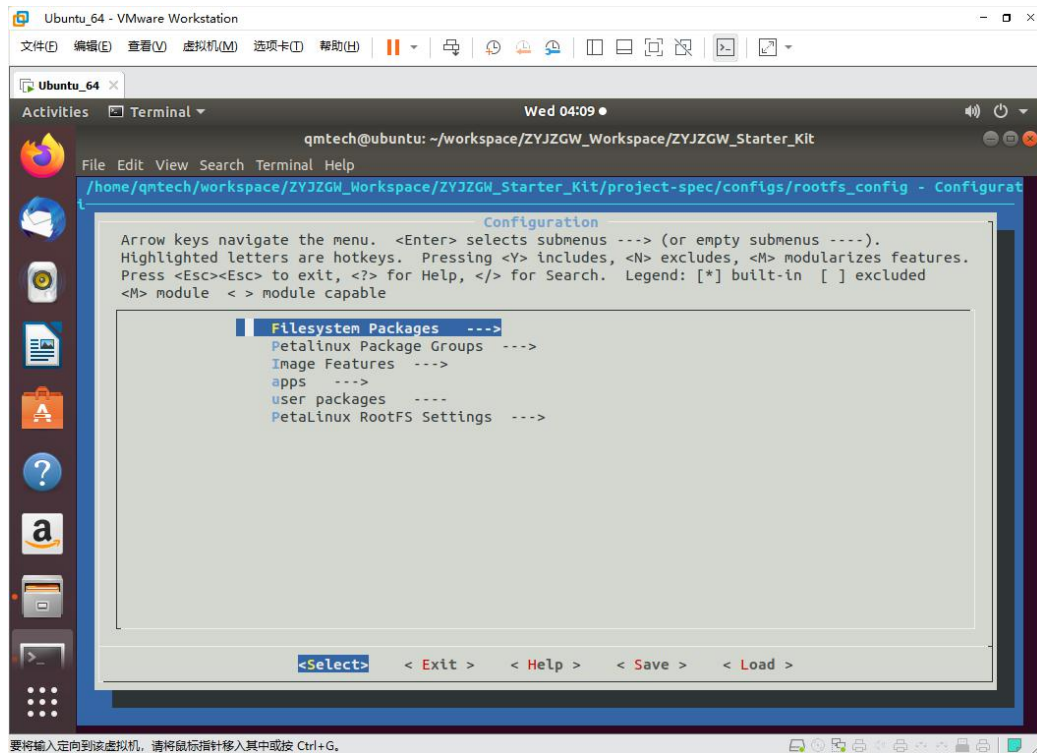 Ubuntu_64 - VMware Workstation
文件(F) 编辑(E) 查看(V) 虚拟机(M) 选项卡(T) 帮助(H)
Ubuntu_64
Activities Terminal Wed 04:09
qmtech@ubuntu: ~/workspace/ZYJZGW_Workspace/ZYJZGW_Starter_Kit
File Edit View Search Terminal Help
/home/qmtech/workspace/ZYJZGW_Workspace/ZYJZGW_Starter_Kit/project-spec/configs/rootfs_config - Configurat
i
Configuration
Arrow keys navigate the menu. <Enter> selects submenus ---> (or empty submenus ----).
Highlighted letters are hotkeys. Pressing <Y> includes, <N> excludes, <M> modularizes features.
Press <Esc><Esc> to exit, <?> for Help, </> for Search. Legend: [*] built-in [ ] excluded
<M> module < > module capable
Filesystem Packages --->
Petalinux Package Groups --->
Image Features --->
apps --->
user packages ----
PetaLinux RootFS Settings --->
<Select> < Exit > < Help > < Save > < Load >
要将输入定向到该虚拟机，请将鼠标指针移入其中或按 Ctrl+G。